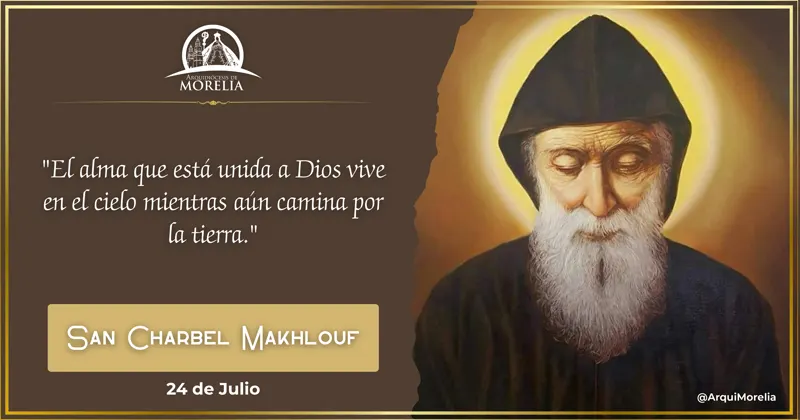 ARQUIDIÓCESIS DE
MORELIA
"El alma que está unida a Dios vive
en el cielo mientras aún camina por
la tierra."
San Charbel Makhlouf
24 de Julio
@ArquiMorelia